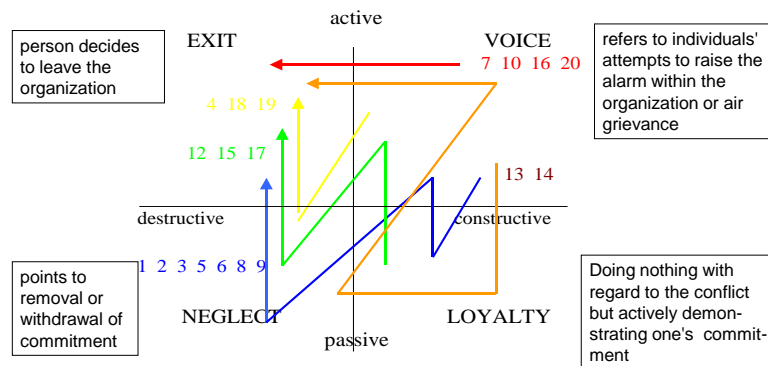 active
EXIT
VOICE
person decides
to leave the
organization
refers to individuals'
attempts to raise the
alarm within the
organization or air
grievance
7 10 16 20
4 18 19
12 15 17
13 14
destructive
constructive
1 2 3 5 6 8 9
points to
removal or
withdrawal of
commitment
NEGLECT
LOYALTY
passive
Doing nothing with
regard to the conflict
but actively demon-
strating one's commit-
ment